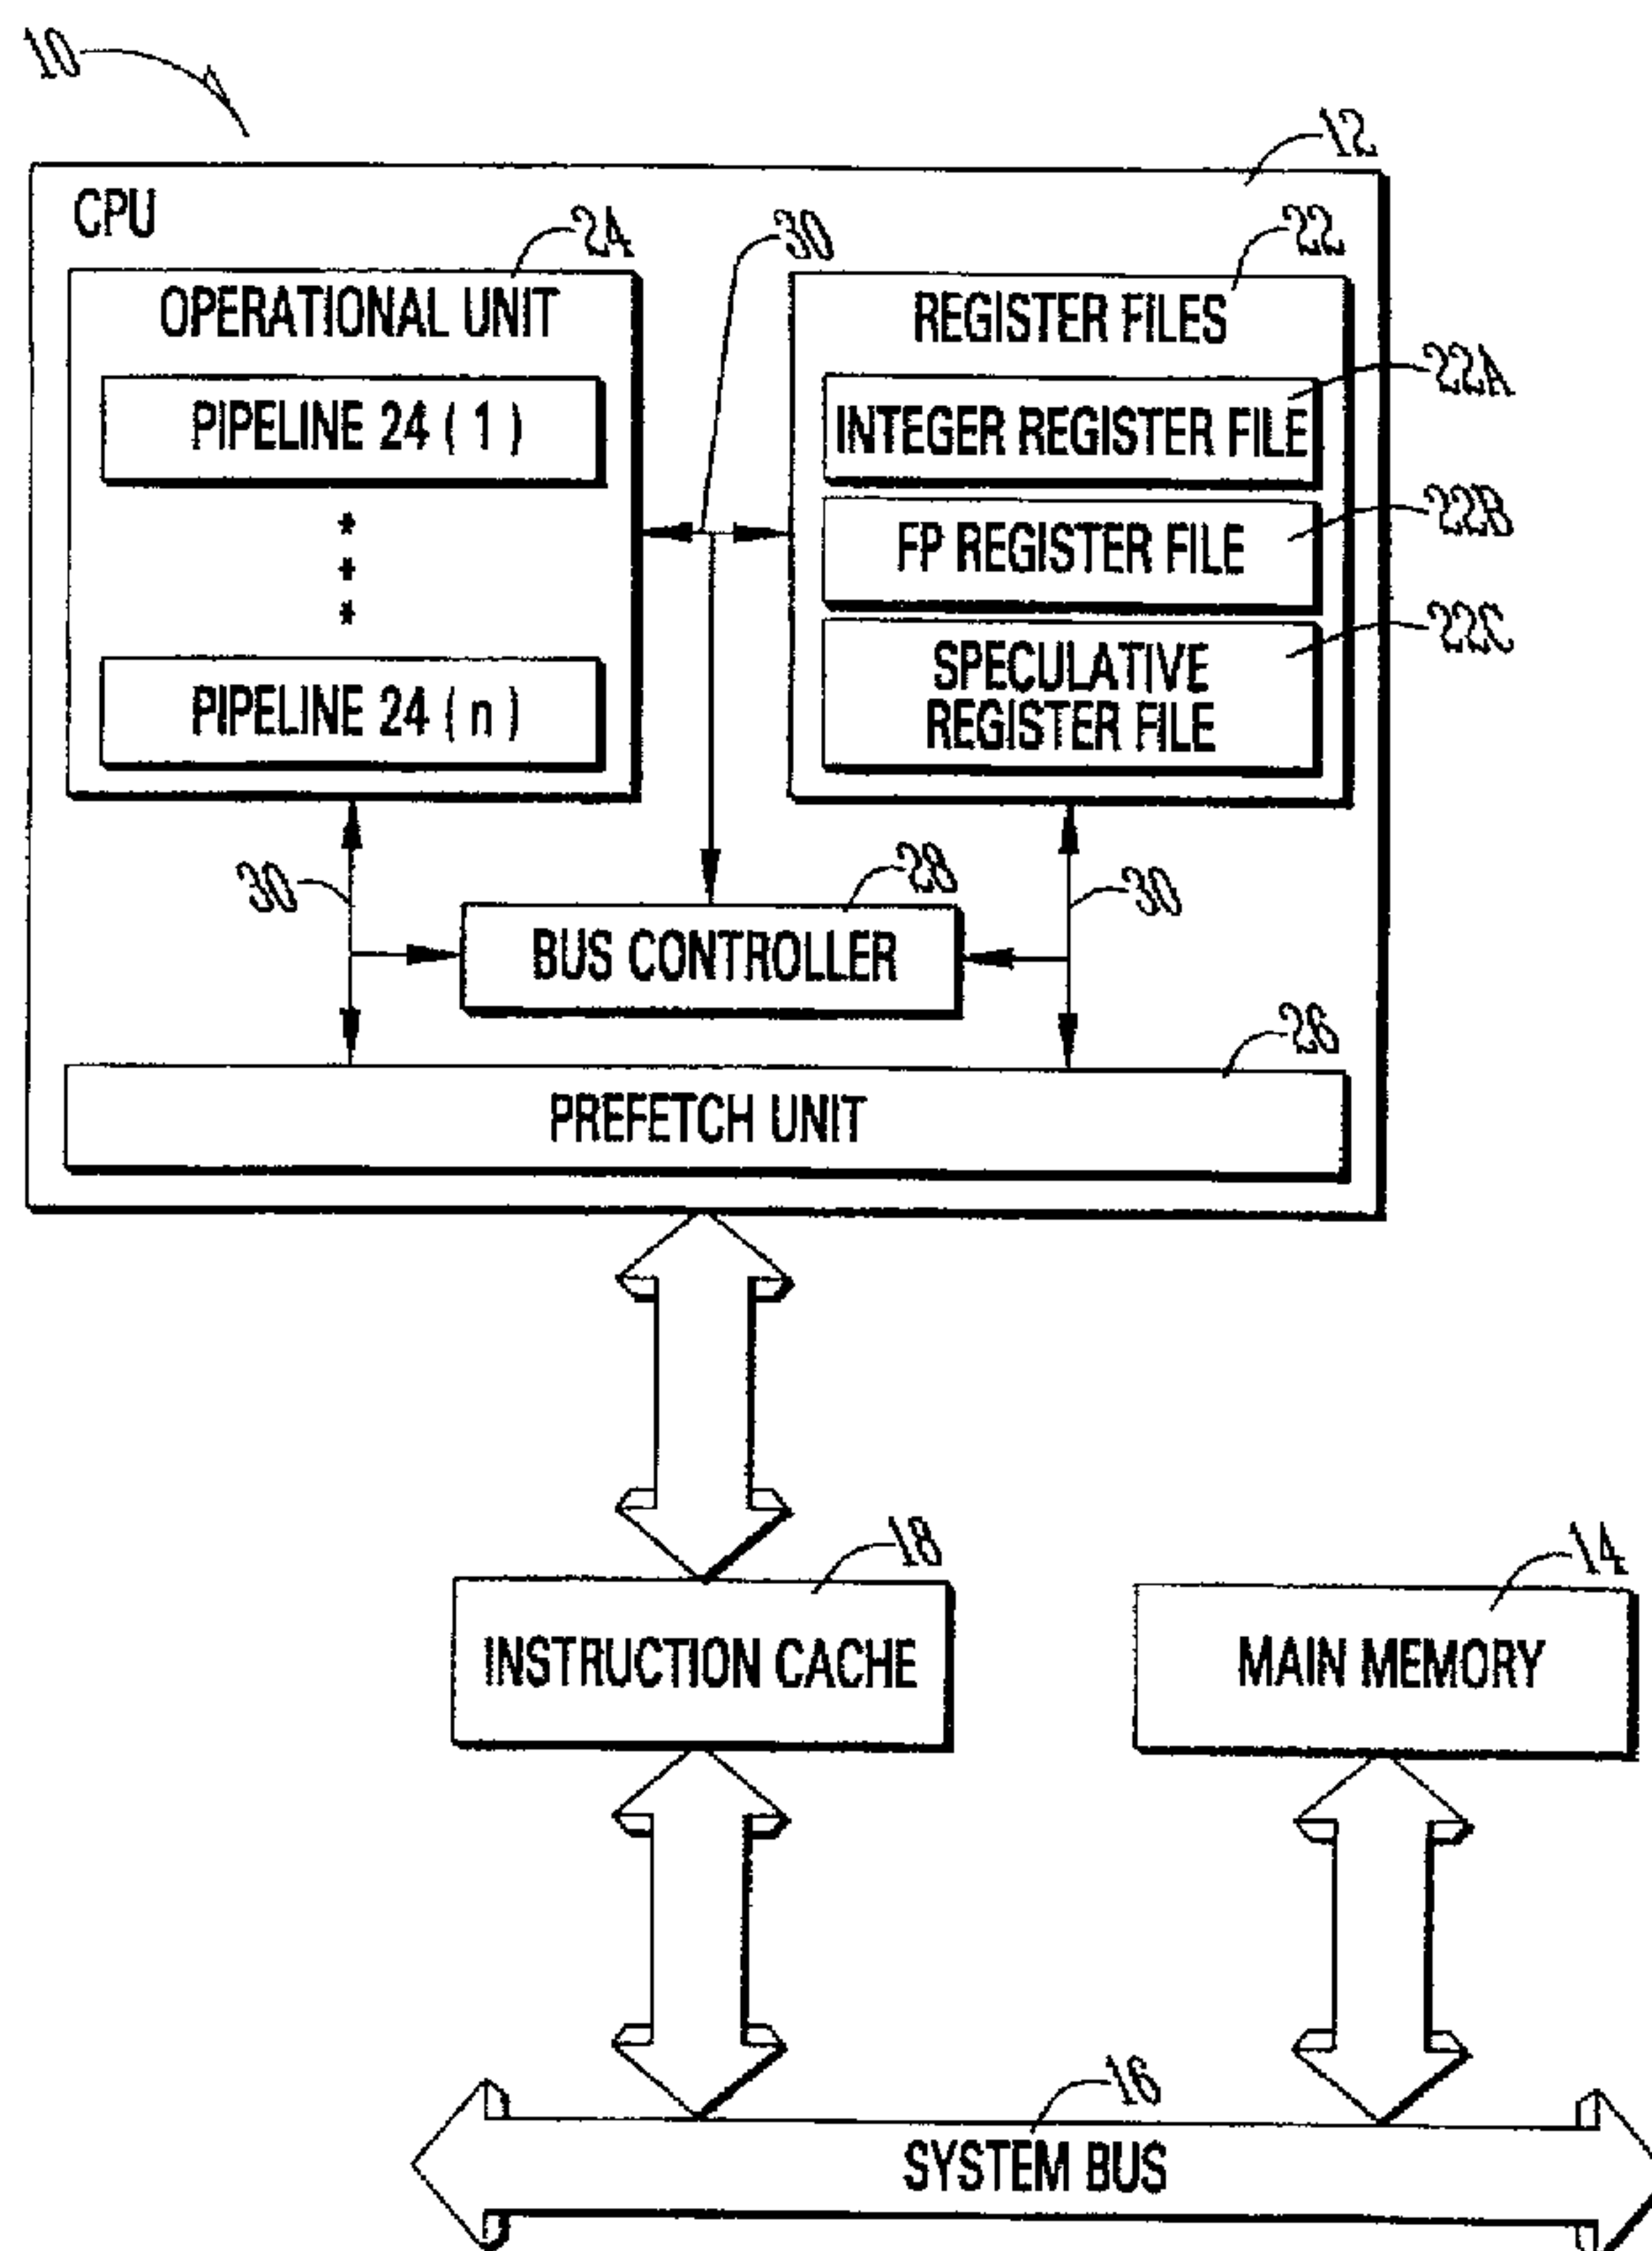 10
12
CPU
24
30
22
OPERATIONAL UNIT
REGISTER FILES
22A
PIPELINE 24 ( 1 )
INTEGER REGISTER FILE
22B
FP REGISTER FILE
*
*
*
22C
SPECULATIVE
REGISTER FILE
PIPELINE 24 ( n )
30
28
30
BUS CONTROLLER
26
PREFETCH UNIT
18
14
INSTRUCTION CACHE
MAIN MEMORY
16
SYSTEM BUS